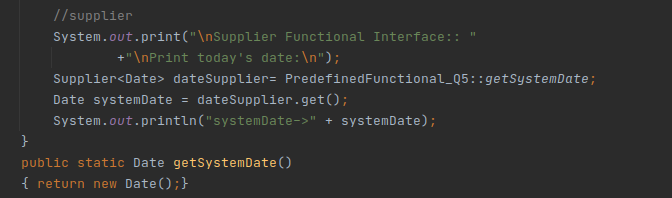 //supplier
System.out.print("\nSupplier Functional Interface:: "
+"\nPrint today's date:\n");
Supplier<Date> dateSupplier= PredefinedFunctional_Q5::getSystemDate;
Date systemDate = dateSupplier.get();
System.out.println("systemDate->" + systemDate);
}
public static Date getSystemDate()
{ return new Date();}